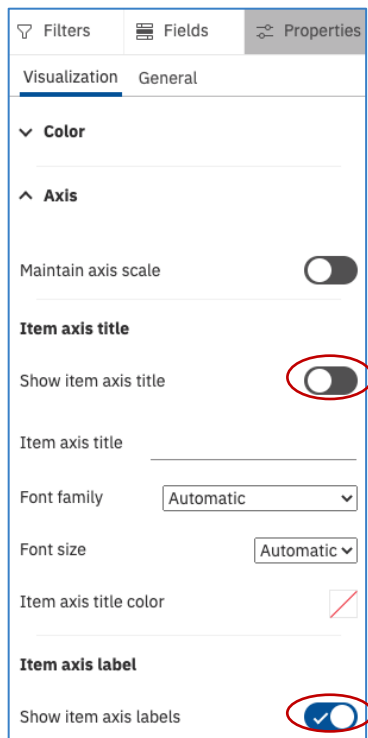 Filters Fields Properties
Visualization General
Color
Axis
Maintain axis scale
Item axis title
Show item axis title
Item axis title
Font family Automatic
Font size Automatic
Item axis title color
Item axis label
Show item axis labels